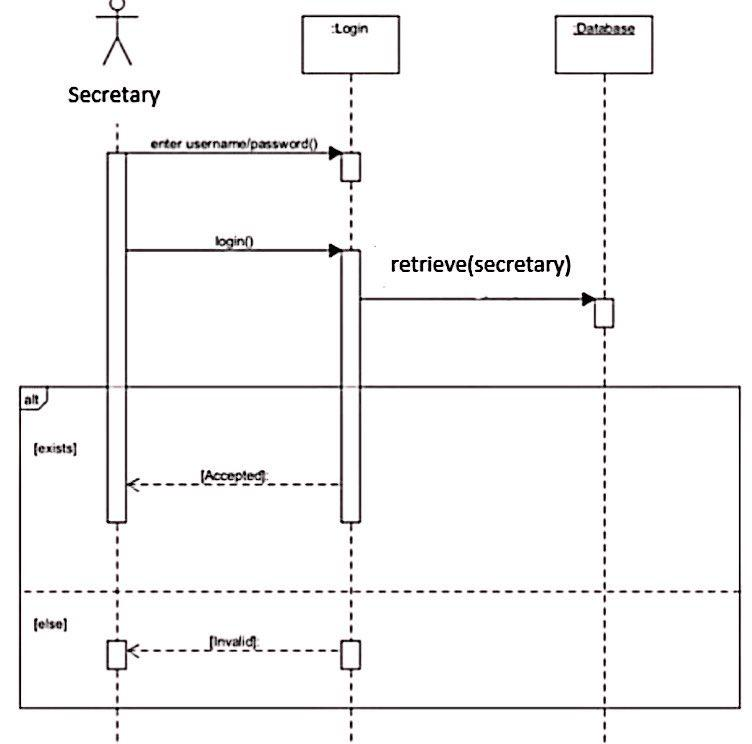 :Login
:Database
Secretary
enter username/password()
login()
retrieve(secretary)
alt
[exists]
[Accepted]:
[else]
[Invalid]: